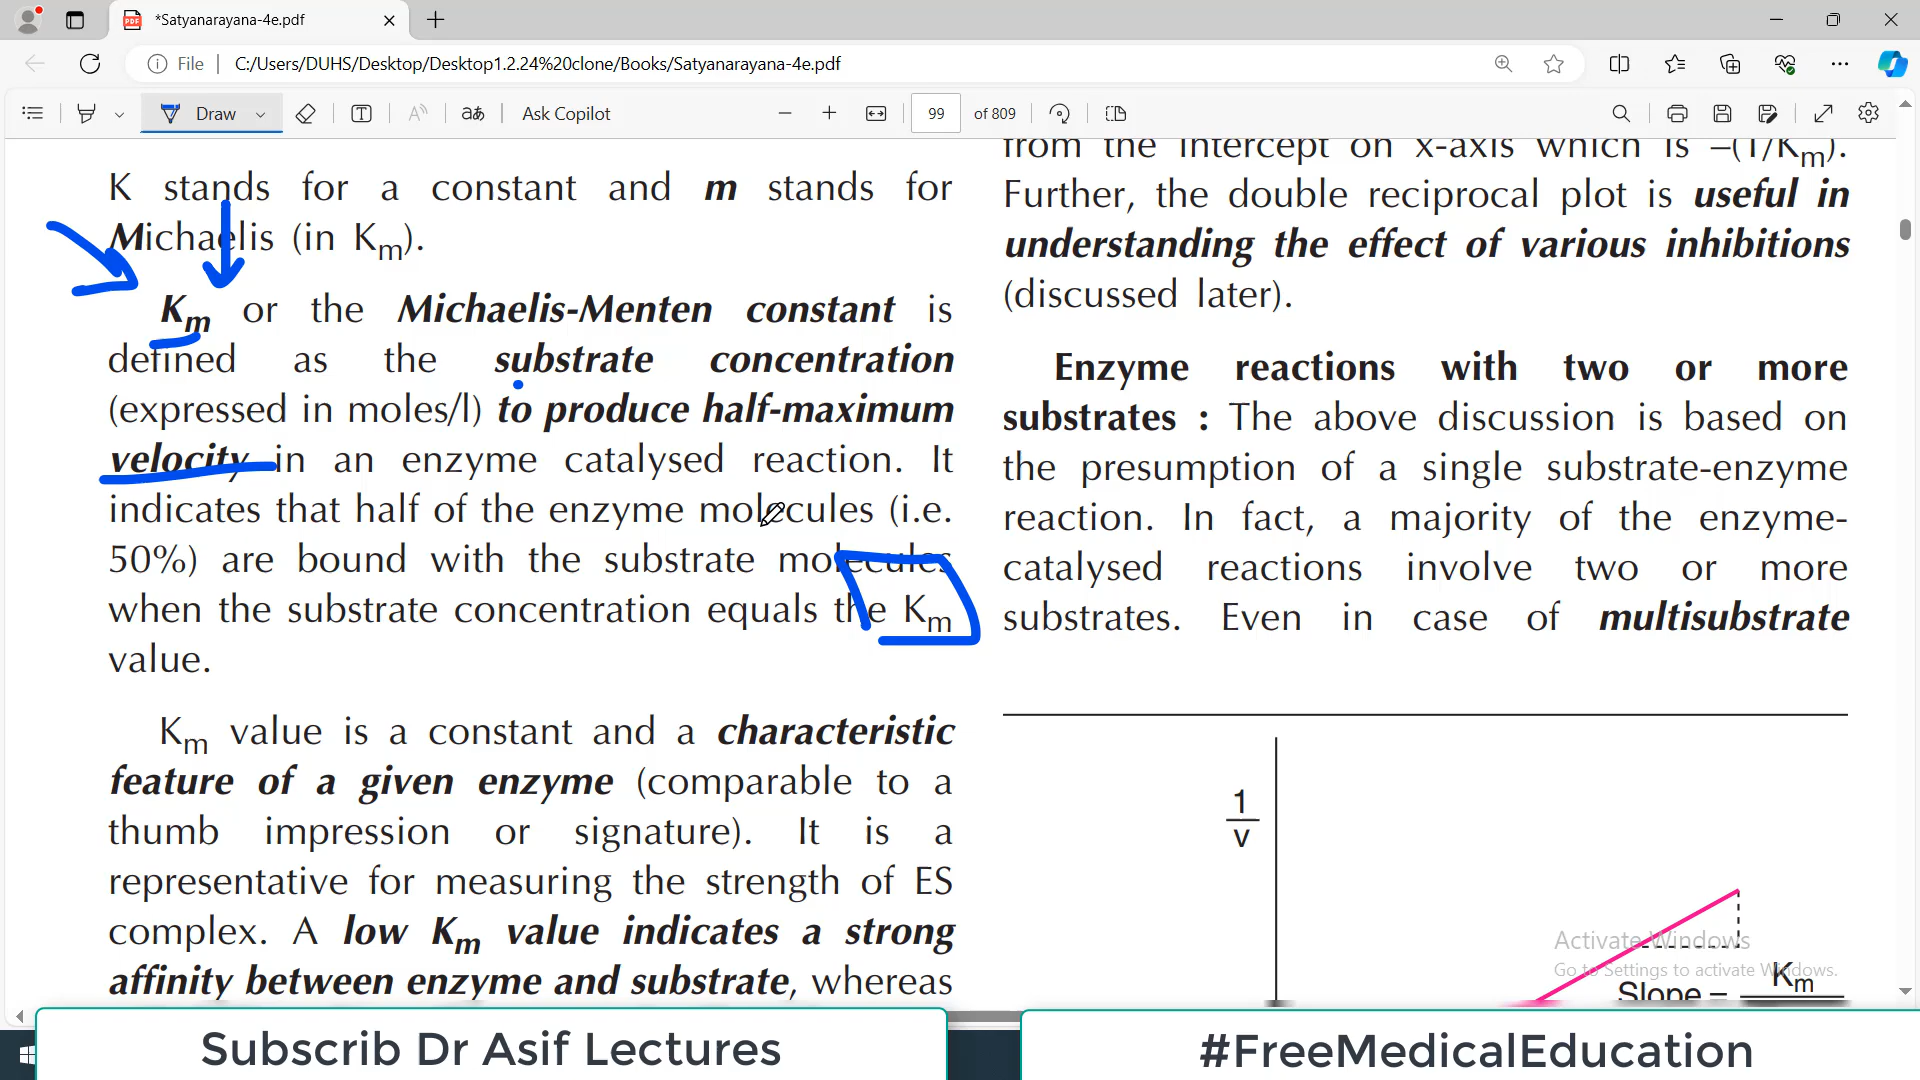 *Satyanarayana-4e.pdf
File
C:/Users/DUHS/Desktop/Desktop1.2.24%20clone/Books/Satyanarayana-4e.pdf
Draw
Ask Copilot
99 of 809
K stands for a constant and m stands for
Michaelis (in Km).
Km or the Michaelis-Menten constant is
defined as the substrate concentration
(expressed in moles/l) to produce half-maximum
velocity in an enzyme catalysed reaction. It
indicates that half of the enzyme molecules (i.e.
50%) are bound with the substrate molecules
when the substrate concentration equals the Km
value.
Km value is a constant and a characteristic
feature of a given enzyme (comparable to a
thumb impression or signature). It is a
representative for measuring the strength of ES
complex. A low Km value indicates a strong
affinity between enzyme and substrate, whereas
from the intercept on x-axis which is –(1/Km).
Further, the double reciprocal plot is useful in
understanding the effect of various inhibitions
(discussed later).
Enzyme reactions with two or more
substrates : The above discussion is based on
the presumption of a single substrate-enzyme
reaction. In fact, a majority of the enzyme-
catalysed reactions involve two or more
substrates. Even in case of multisubstrate
1
v
Slope = Km
Activate Windows
Go to Settings to activate Windows.
Subscrib Dr Asif Lectures
#FreeMedicalEducation